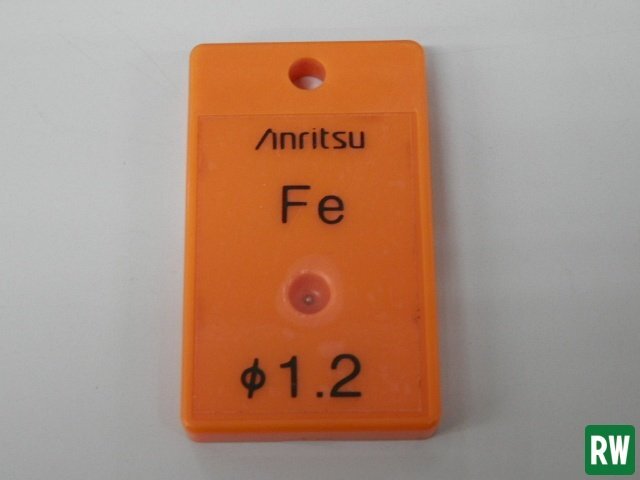 Anritsu
Fe
φ1.2
RW